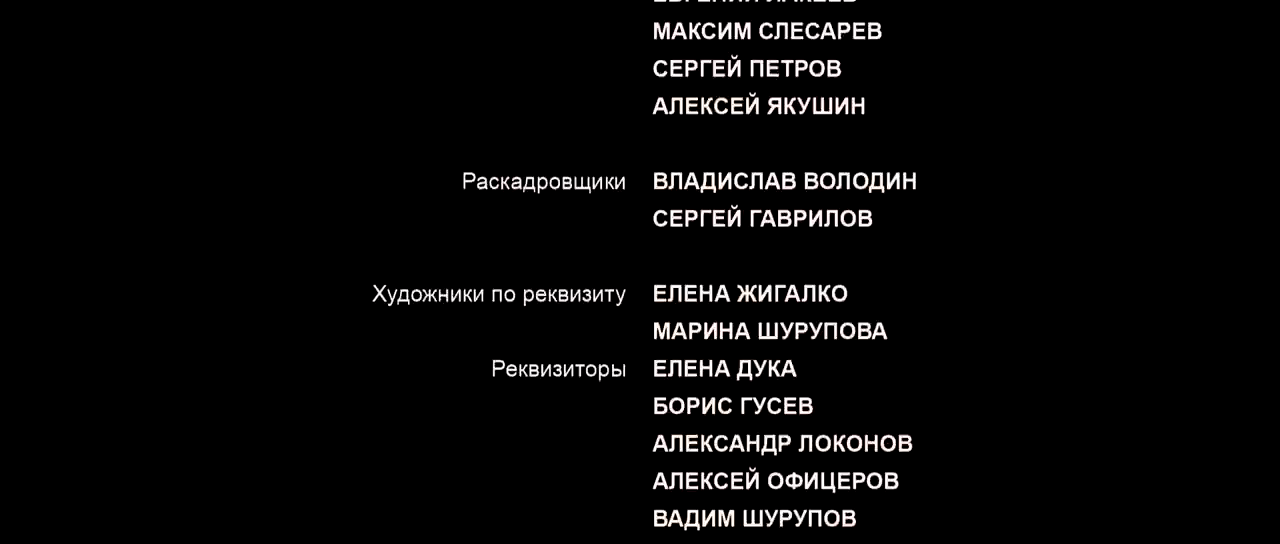 МАКСИМ СЛЕСАРЕВ
СЕРГЕЙ ПЕТРОВ
АЛЕКСЕЙ ЯКУШИН
Раскадровщики ВЛАДИСЛАВ ВОЛОДИН
СЕРГЕЙ ГАВРИЛОВ
Художники по реквизиту ЕЛЕНА ЖИГАЛКО
МАРИНА ШУРУПОВА
Реквизиторы ЕЛЕНА ДУКА
БОРИС ГУСЕВ
АЛЕКСАНДР ЛОКОНОВ
АЛЕКСЕЙ ОФИЦЕРОВ
ВАДИМ ШУРУПОВ